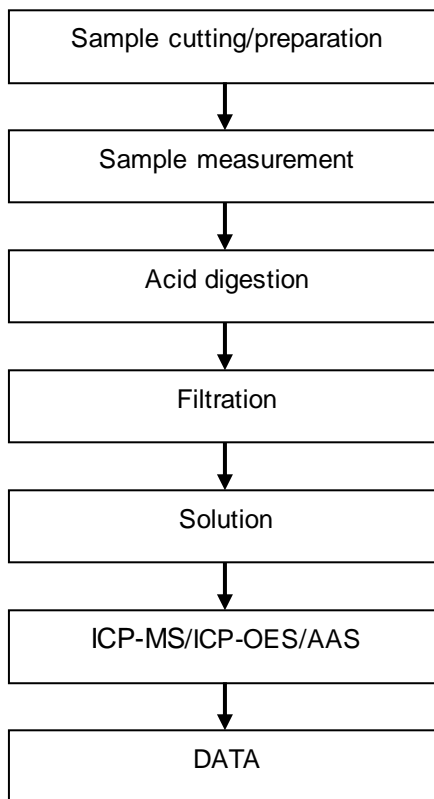 Sample cutting/preparation
Sample measurement
Acid digestion
Filtration
Solution
ICP-MS/ICP-OES/AAS
DATA